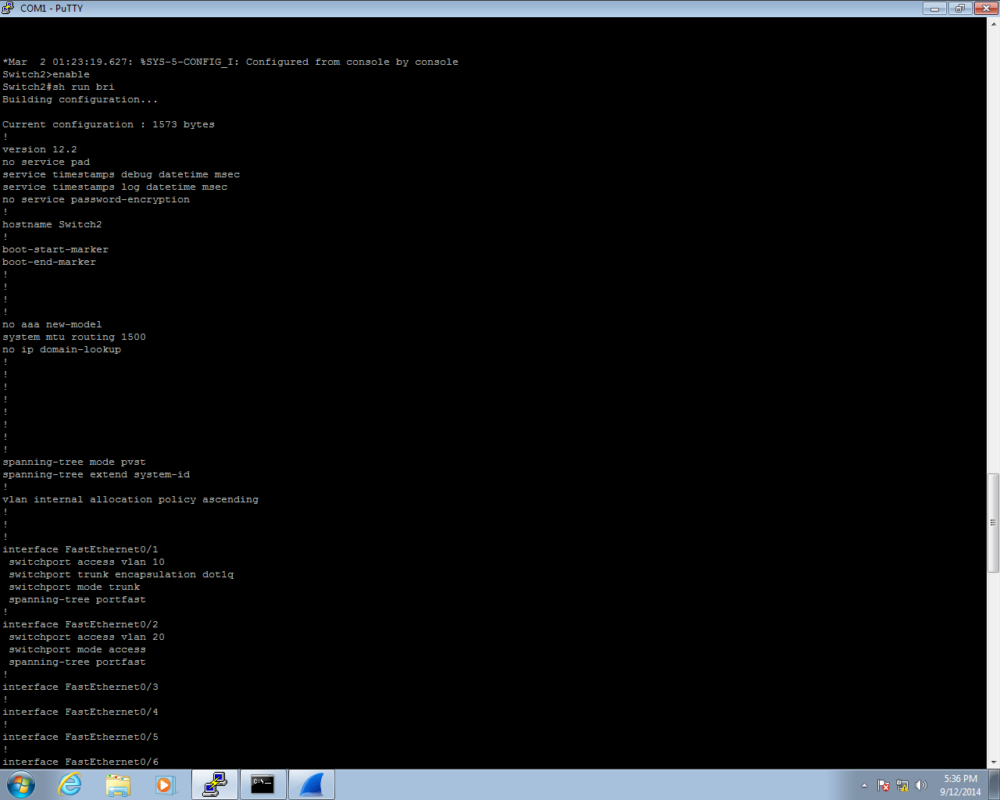 COM1 - PuTTY
*Mar  2 01:23:19.627: %SYS-5-CONFIG_I: Configured from console by console
Switch2>enable
Switch2#sh run bri
Building configuration...
Current configuration : 1573 bytes
!
version 12.2
no service pad
service timestamps debug datetime msec
service timestamps log datetime msec
no service password-encryption
!
hostname Switch2
!
boot-start-marker
boot-end-marker
!
!
!
!
no aaa new-model
system mtu routing 1500
no ip domain-lookup
!
!
!
!
!
!
!
!
spanning-tree mode pvst
spanning-tree extend system-id
!
vlan internal allocation policy ascending
!
!
!
interface FastEthernet0/1
 switchport access vlan 10
 switchport trunk encapsulation dot1q
 switchport mode trunk
 spanning-tree portfast
!
interface FastEthernet0/2
 switchport access vlan 20
 switchport mode access
 spanning-tree portfast
!
interface FastEthernet0/3
!
interface FastEthernet0/4
!
interface FastEthernet0/5
!
interface FastEthernet0/6
C:\_
5:36 PM
9/12/2014